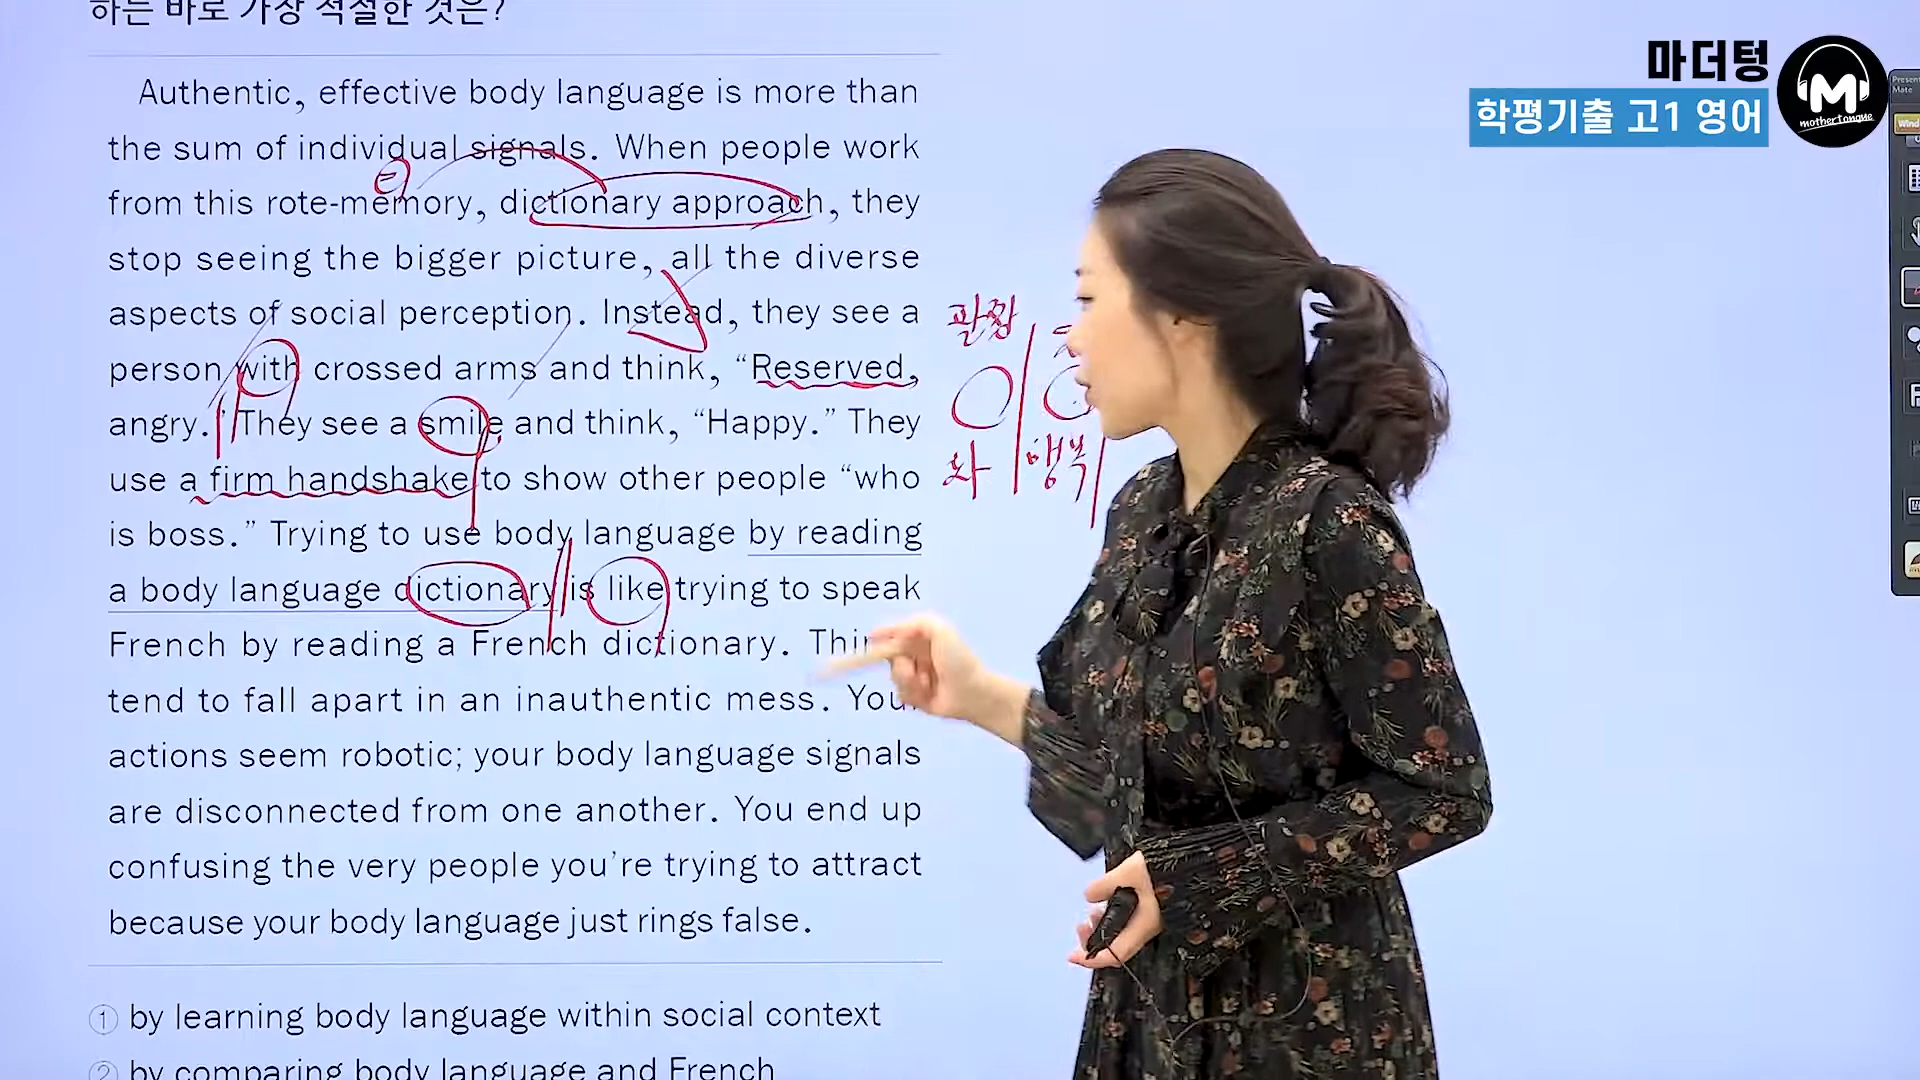 하는 바로 가장 적절한 것은?
Authentic, effective body language is more than
the sum of individual signals. When people work
from this rote-memory, dictionary approach, they
stop seeing the bigger picture, all the diverse
aspects of social perception. Instead, they see a
person with crossed arms and think, “Reserved,
angry.” They see a smile and think, “Happy.” They
use a firm handshake to show other people “who
is boss.” Trying to use body language by reading
a body language dictionary is like trying to speak
French by reading a French dictionary.
tend to fall apart in an inauthentic mess.
actions seem robotic; your body language signals
are disconnected from one another. You end up
confusing the very people you’re trying to attract
because your body language just rings false.
① by learning body language within social context
② by comparing body language and French
팔짱
화
행복
마더텅
학평기출 고1 영어
M
mothertongue
Present
Mate